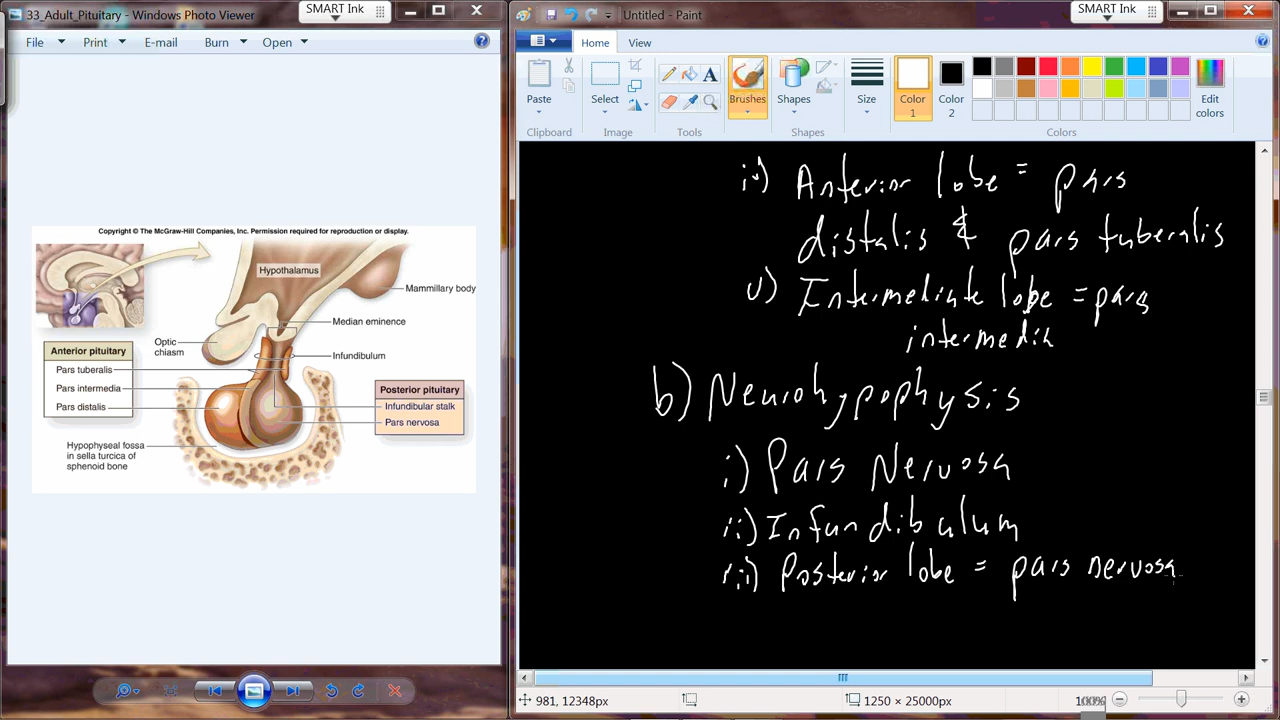 33_Adult_Pituitary - Windows Photo Viewer
SMART Ink
File
Print
E-mail
Burn
Open
Copyright © The McGraw-Hill Companies, Inc. Permission required for reproduction or display.
Hypothalamus
Mammillary body
Median eminence
Optic
chiasm
Infundibulum
Anterior pituitary
Pars tuberalis
Pars intermedia
Pars distalis
Posterior pituitary
Infundibular stalk
Pars nervosa
Hypophyseal fossa
in sella turcica of
sphenoid bone
Untitled - Paint
SMART Ink
Home
View
Paste
Select
Brushes
Shapes
Size
Color
1
Color
2
Edit
colors
Clipboard
Image
Tools
Shapes
Colors
iv) Anterior lobe = pars
distalis & pars tuberalis
v) Intermediate lobe = pars
intermedia
b) Neurohypophysis
i) Pars Nervosa
ii) Infundibulum
iii) Posterior lobe = pars nervosa
981, 12348px
1250 × 25000px
100%